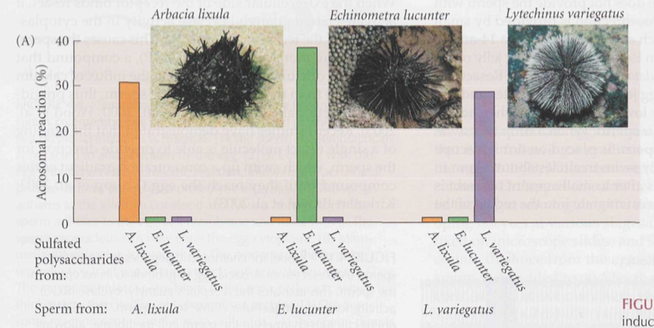 Arbacia lixula
Echinometra lucunter
Lytechinus variegatus
(A)
Acrosomal reaction (%)
40
30
20
10
0
Sulfated
polysaccharides
from:
A. lixula
E. lucunter
L. variegatus
A. lixula
E. lucunter
L. variegatus
A. lixula
E. lucunter
L. variegatus
Sperm from:
A. lixula
E. lucunter
L. variegatus
FIGU
induc